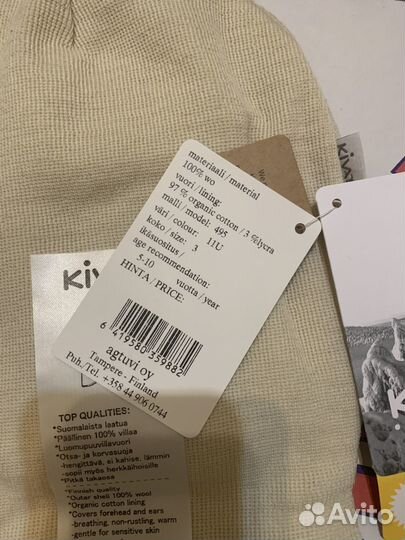 materiaali / material
100% wo
vuori / lining:
97 % organic cotton / 3 %lycra
malli / model: 495
väri / colour: 11U
koko / size: 3
ikäsuositus /
age recommendation:
5-10 vuotta / year
HINTA / PRICE:
6 419580 359882
agtuvi oy
Tampere - Finland
Puh./Tel. +358 44 906 0744
TOP QUALITIES:
*Suomalaista laatua
*Päällinen 100% villaa
*Luomupuuvillavuori
*Otsa- ja korvasuoja
-hengittävä, ei kahise, lämmin
-sopii myös herkkäihoisille
*Pitkä takaosa
*Finnish quality
*Outer shell 100% wool
*Organic cotton lining
*Covers forehead and ears
-breathing, non-rustling, warm
-gentle for sensitive skin
Avito